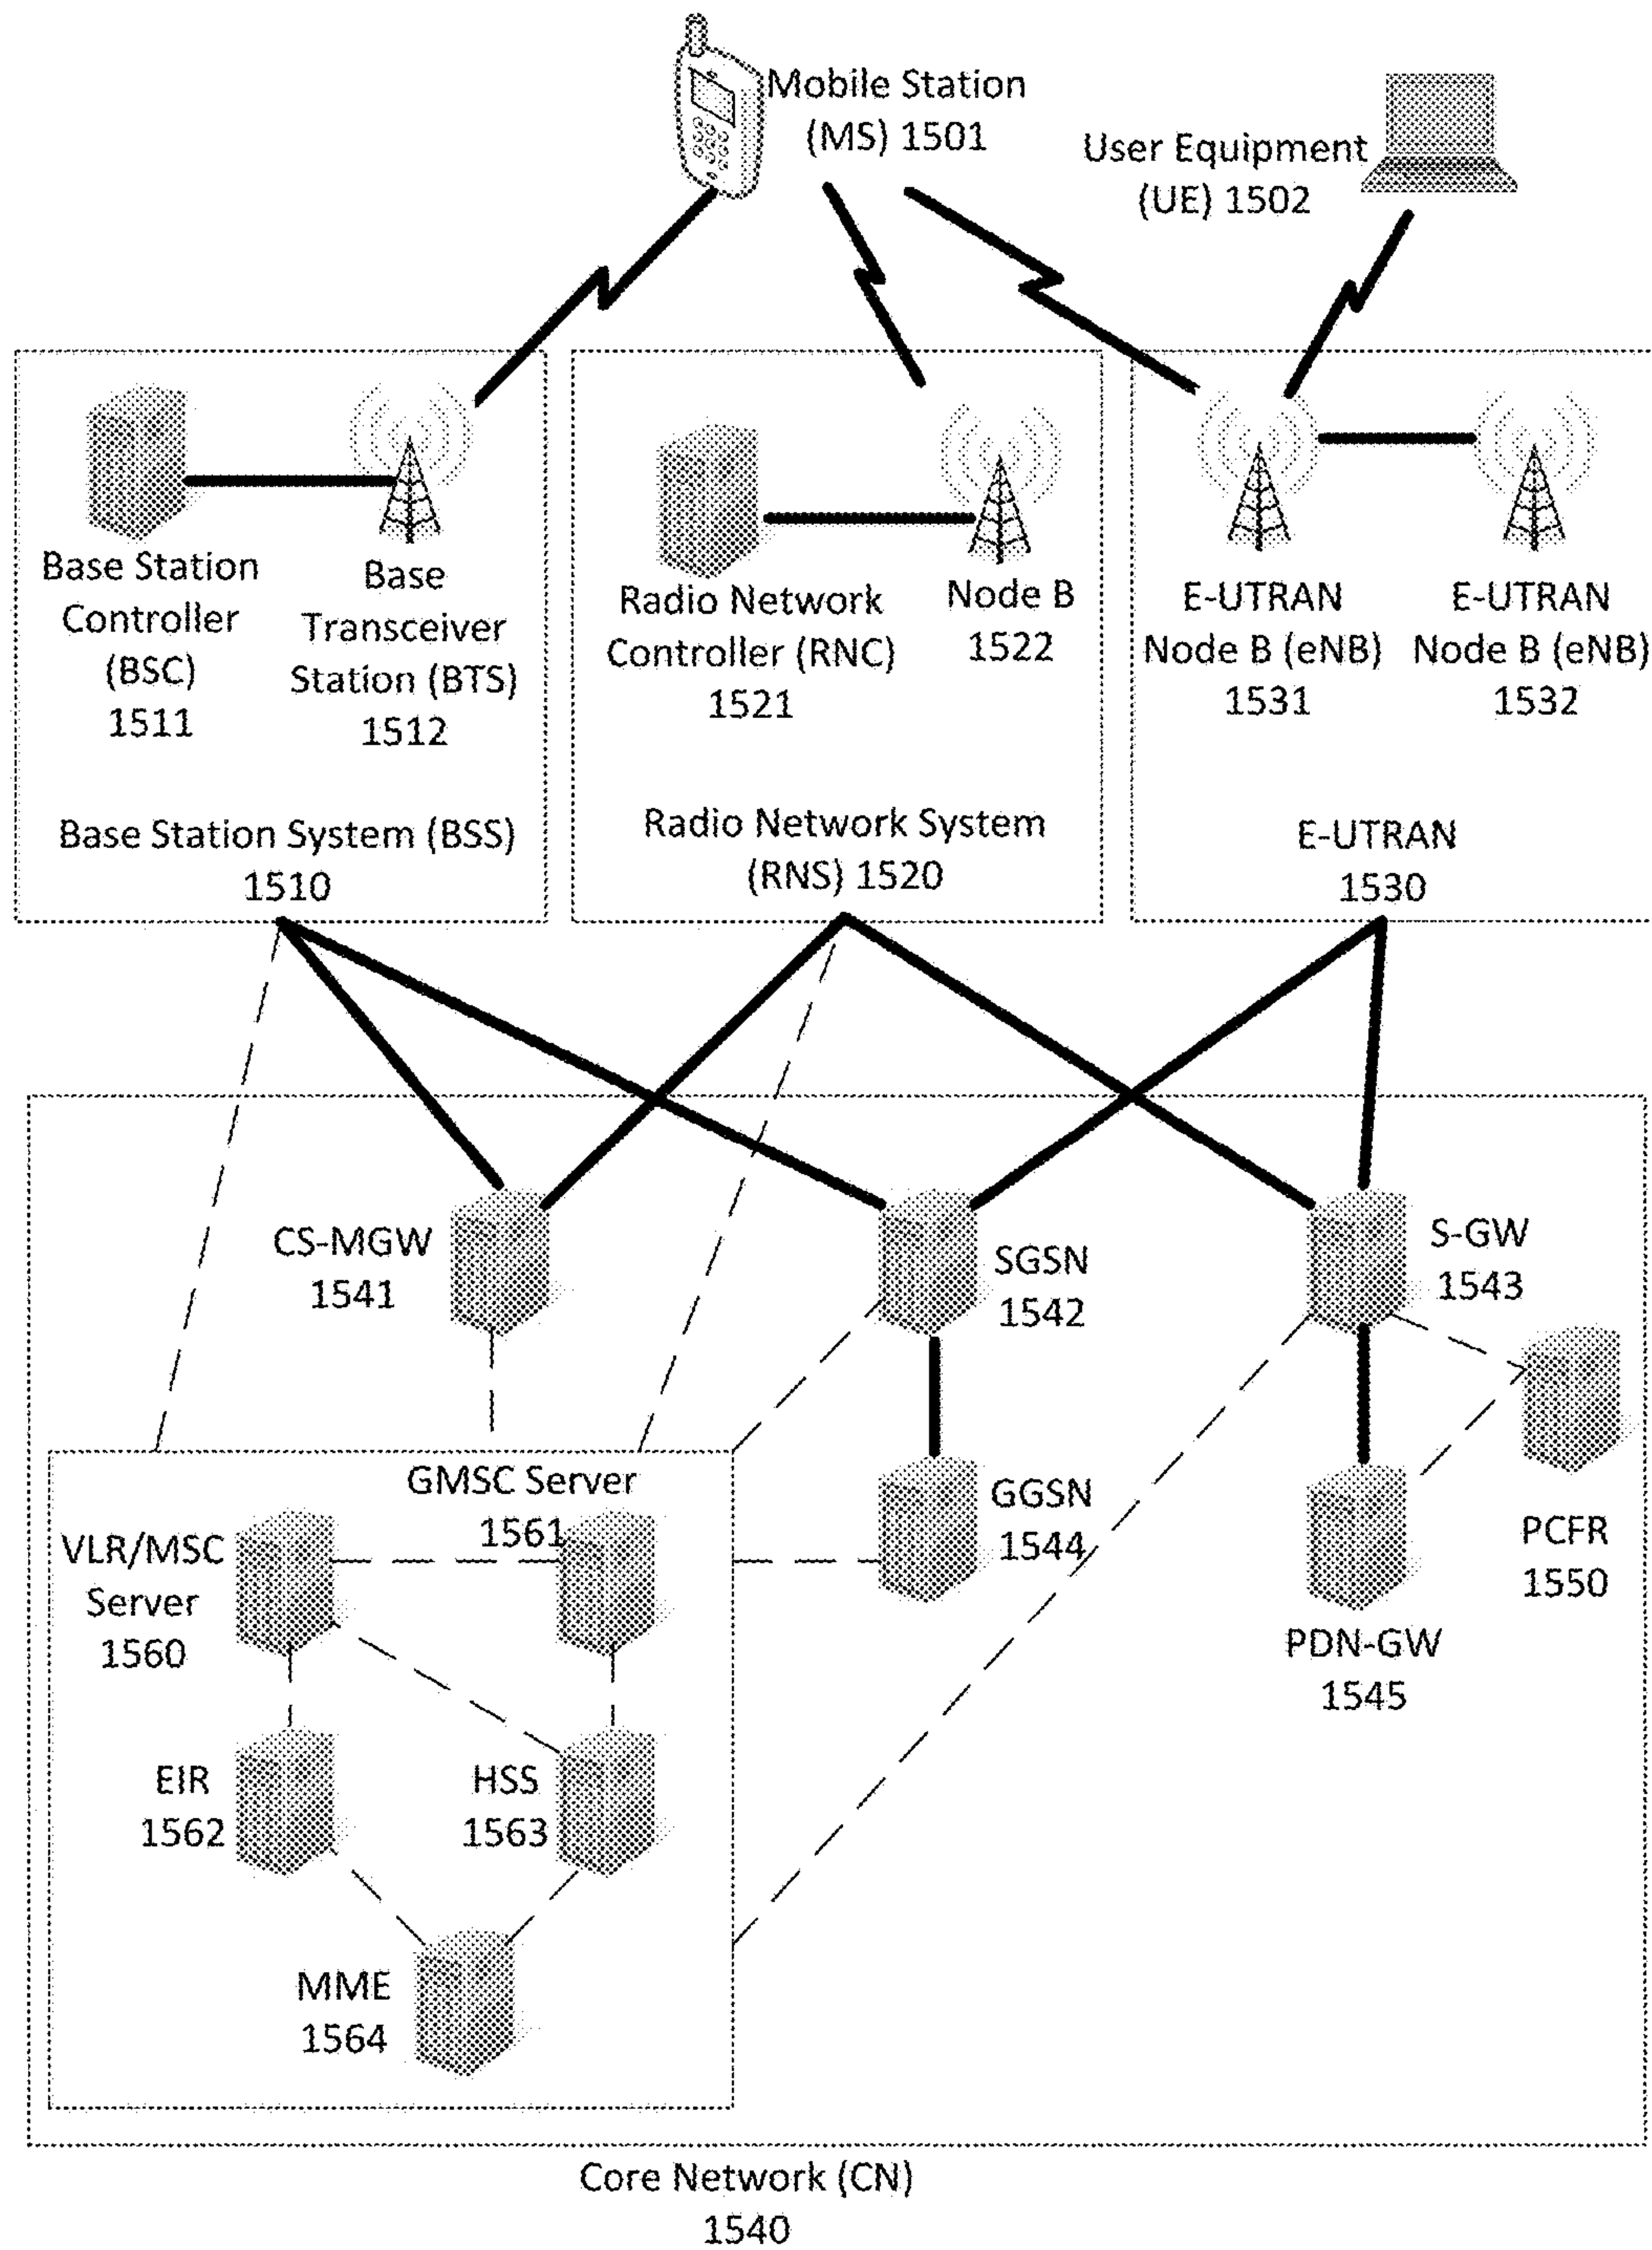 Mobile Station
(MS) 1501
User Equipment
(UE) 1502
Base Station
Controller
(BSC)
1511
Base
Transceiver
Station (BTS)
1512
Base Station System (BSS)
1510
Radio Network
Controller (RNC)
1521
Node B
1522
Radio Network System
(RNS) 1520
E-UTRAN
Node B (eNB)
1531
E-UTRAN
Node B (eNB)
1532
E-UTRAN
1530
CS-MGW
1541
SGSN
1542
S-GW
1543
GGSN
1544
PDN-GW
1545
PCFR
1550
GMSC Server
1561
VLR/MSC
Server
1560
EIR
1562
HSS
1563
MME
1564
Core Network (CN)
1540